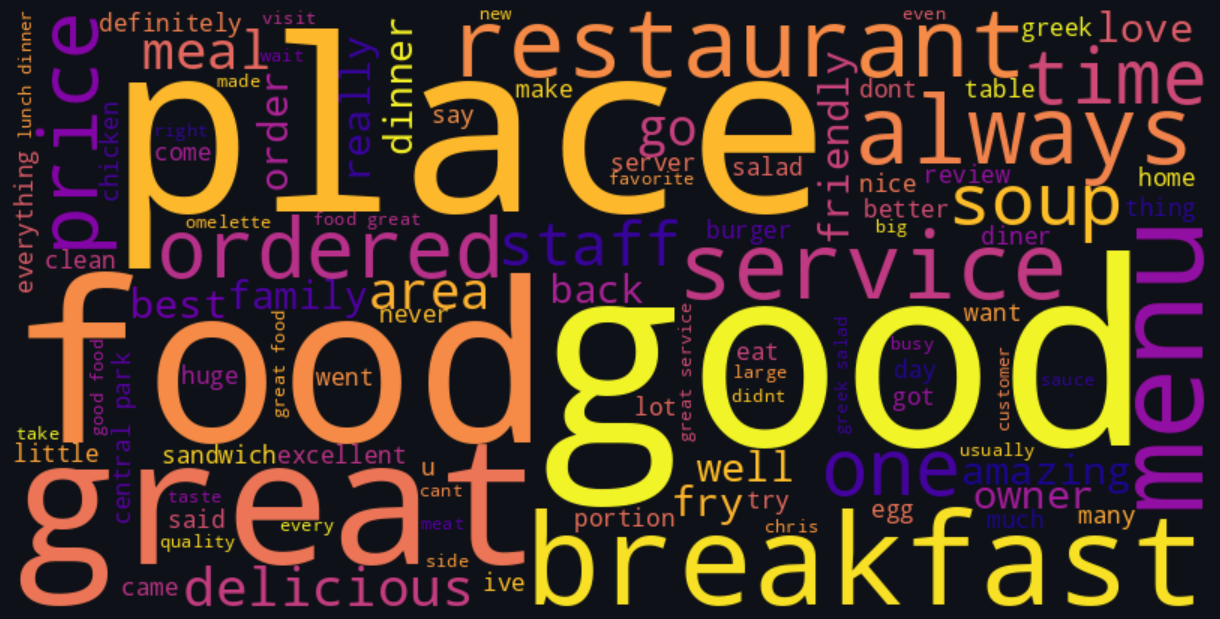 definitely
visit
new
even
lunch dinner
price
meal
wait
place
really
dinner
restaurant
greek
love
made
order
make
dont
table
time
chicken
right
come
say
go
friendly
always
server
favorite
salad
nice
review
home
everything
better
soup
thing
omelette
food great
big
clean
ordered
staff
burger
diner
menu
best
family
area
back
service
never
want
food
good
good food
central park
huge
great food
went
great service
eat
large
didnt
lot
greek salad
busy
day
got
customer
sauce
take
little
sandwich
excellent
u
well
one
usually
amazing
great
taste
said
every
quality
cant
meat
fry
try
owner
portion
chris
egg
much
many
side
came
delicious
ive
breakfast